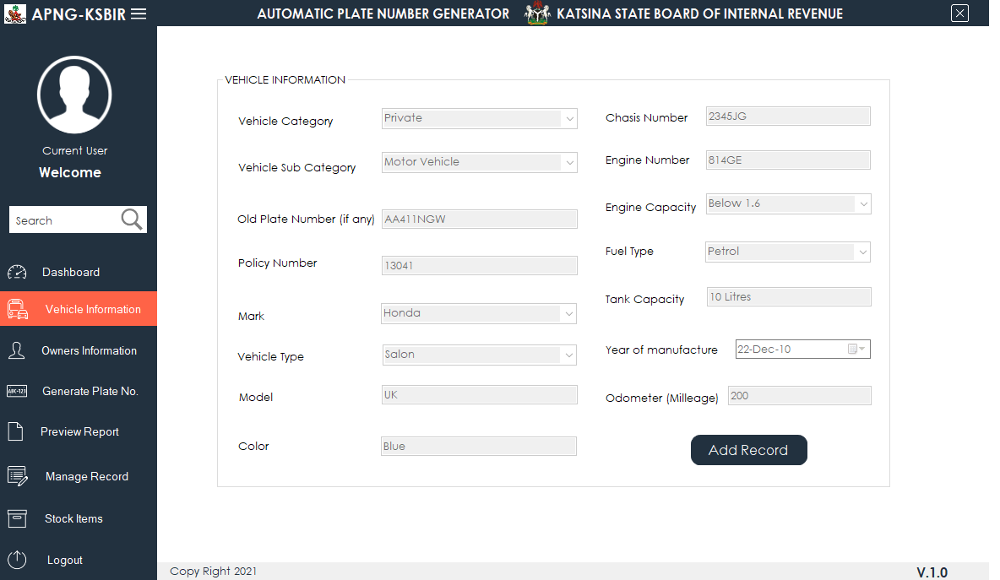 APNG-KSBIR
AUTOMATIC PLATE NUMBER GENERATOR KATSINA STATE BOARD OF INTERNAL REVENUE
Current User
Welcome
Search
Dashboard
Vehicle Information
Owners Information
ABC-123
Generate Plate No.
Preview Report
Manage Record
Stock Items
Logout
VEHICLE INFORMATION
Vehicle Category Private
Vehicle Sub Category Motor Vehicle
Old Plate Number (if any) AA411NGW
Policy Number 13041
Mark Honda
Vehicle Type Salon
Model UK
Color Blue
Chasis Number 2345JG
Engine Number 814GE
Engine Capacity Below 1.6
Fuel Type Petrol
Tank Capacity 10 Litres
Year of manufacture 22-Dec-10
Odometer (Milleage) 200
Add Record
Copy Right 2021 V.1.0